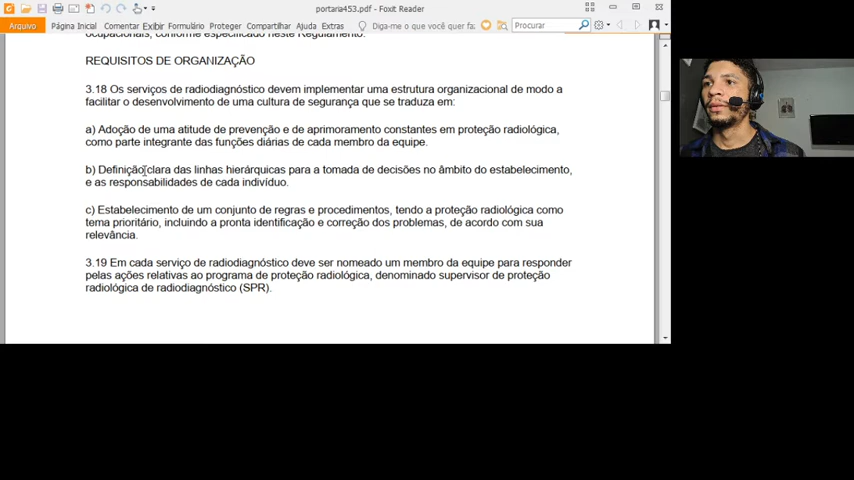 portaria453.pdf - Foxit Reader
Arquivo Página Inicial Comentar Exibir Formulário Proteger Compartilhar Ajuda Extras Diga-me o que você quer faz Procurar
ocupacionais, conforme especificado neste Regulamento.
REQUISITOS DE ORGANIZAÇÃO
3.18 Os serviços de radiodiagnóstico devem implementar uma estrutura organizacional de modo a
facilitar o desenvolvimento de uma cultura de segurança que se traduza em:
a) Adoção de uma atitude de prevenção e de aprimoramento constantes em proteção radiológica,
como parte integrante das funções diárias de cada membro da equipe.
b) Definição clara das linhas hierárquicas para a tomada de decisões no âmbito do estabelecimento,
e as responsabilidades de cada indivíduo.
c) Estabelecimento de um conjunto de regras e procedimentos, tendo a proteção radiológica como
tema prioritário, incluindo a pronta identificação e correção dos problemas, de acordo com sua
relevância.
3.19 Em cada serviço de radiodiagnóstico deve ser nomeado um membro da equipe para responder
pelas ações relativas ao programa de proteção radiológica, denominado supervisor de proteção
radiológica de radiodiagnóstico (SPR).